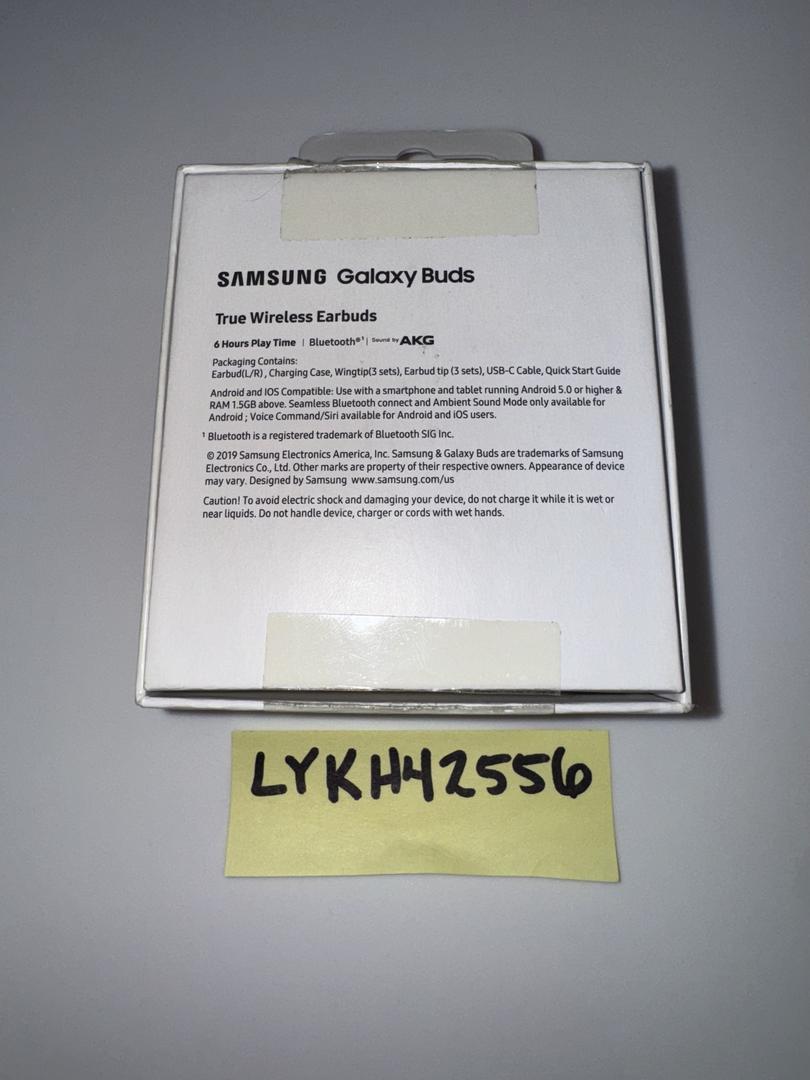 SAMSUNG Galaxy Buds
True Wireless Earbuds
6 Hours Play Time | Bluetooth®¹ | Sound by AKG
Packaging Contains:
Earbud(L/R) , Charging Case, Wingtip(3 sets), Earbud tip (3 sets), USB-C Cable, Quick Start Guide
Android and IOS Compatible: Use with a smartphone and tablet running Android 5.0 or higher &
RAM 1.5GB above. Seamless Bluetooth connect and Ambient Sound Mode only available for
Android ; Voice Command/Siri available for Android and iOS users.
¹ Bluetooth is a registered trademark of Bluetooth SIG Inc.
© 2019 Samsung Electronics America, Inc. Samsung & Galaxy Buds are trademarks of Samsung
Electronics Co., Ltd. Other marks are property of their respective owners. Appearance of device
may vary. Designed by Samsung www.samsung.com/us
Caution! To avoid electric shock and damaging your device, do not charge it while it is wet or
near liquids. Do not handle device, charger or cords with wet hands.
LYKH42556